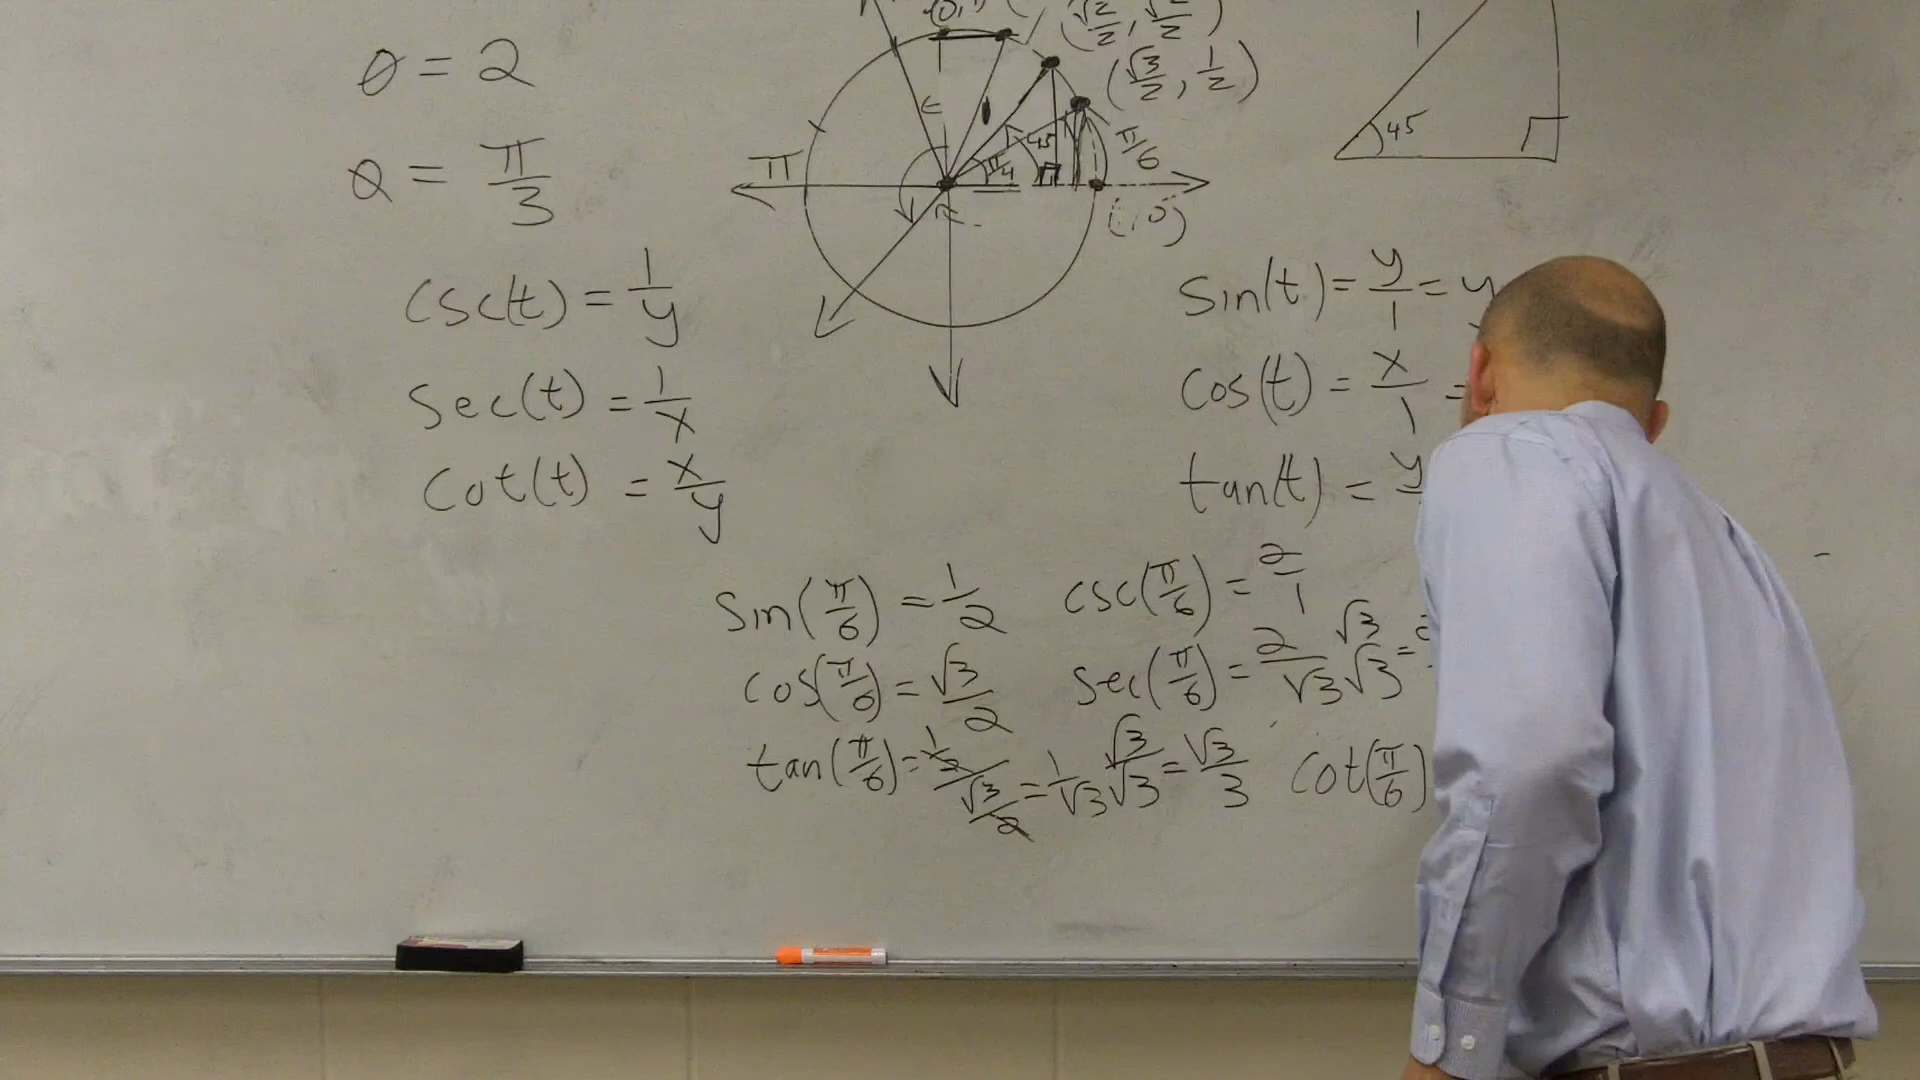 θ = 2
θ = π/3
(√2/2, √2/2)
(√3/2, 1/2)
π
π/6
π/4
45
1
45
csc(t) = 1/y
sec(t) = 1/x
cot(t) = x/y
sin(t) = y/1 = y
cos(t) = x/1 =
tan(t) = y
sin(π/6) = 1/2
csc(π/6) = 2/1
cos(π/6) = √3/2
sec(π/6) = 2/√3 √3/√3 =
tan(π/6) = 1/2/√3/2 = 1/√3 √3/√3 = √3/3
cot(π/6)